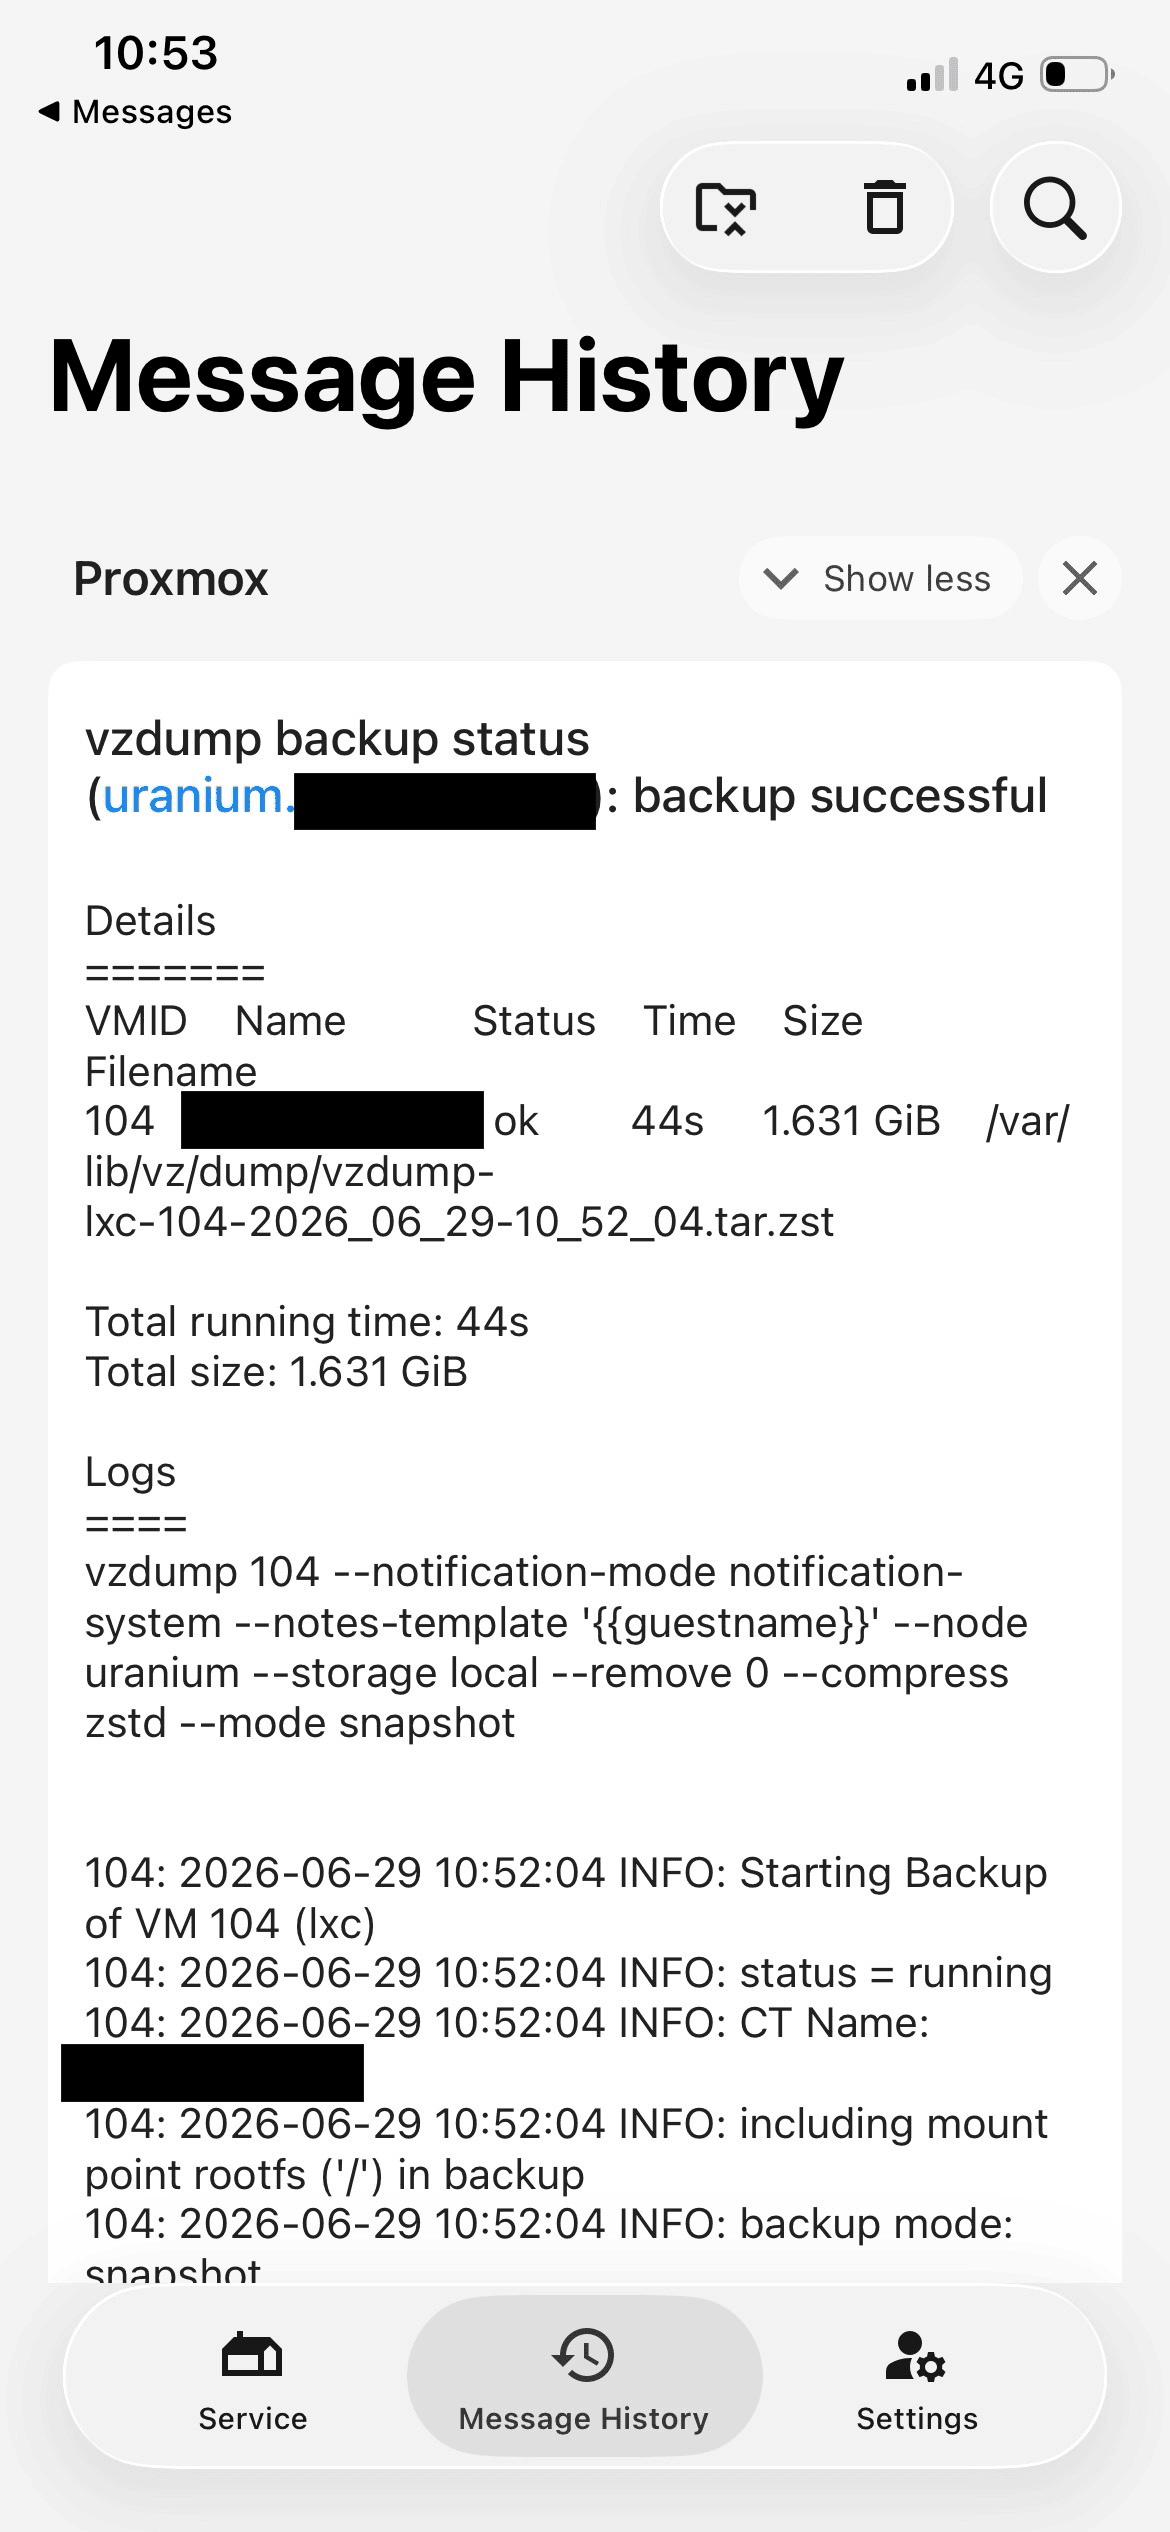 10:53
4G
Messages
Message History
Proxmox
Show less
vzdump backup status
(uranium. ): backup successful
Details
=======
VMID Name Status Time Size
Filename
104 ok 44s 1.631 GiB /var/
lib/vz/dump/vzdump-
lxc-104-2026_06_29-10_52_04.tar.zst
Total running time: 44s
Total size: 1.631 GiB
Logs
====
vzdump 104 --notification-mode notification-
system --notes-template '{{guestname}}' --node
uranium --storage local --remove 0 --compress
zstd --mode snapshot
104: 2026-06-29 10:52:04 INFO: Starting Backup
of VM 104 (lxc)
104: 2026-06-29 10:52:04 INFO: status = running
104: 2026-06-29 10:52:04 INFO: CT Name:
104: 2026-06-29 10:52:04 INFO: including mount
point rootfs ('/') in backup
104: 2026-06-29 10:52:04 INFO: backup mode:
snapshot
Service
Message History
Settings